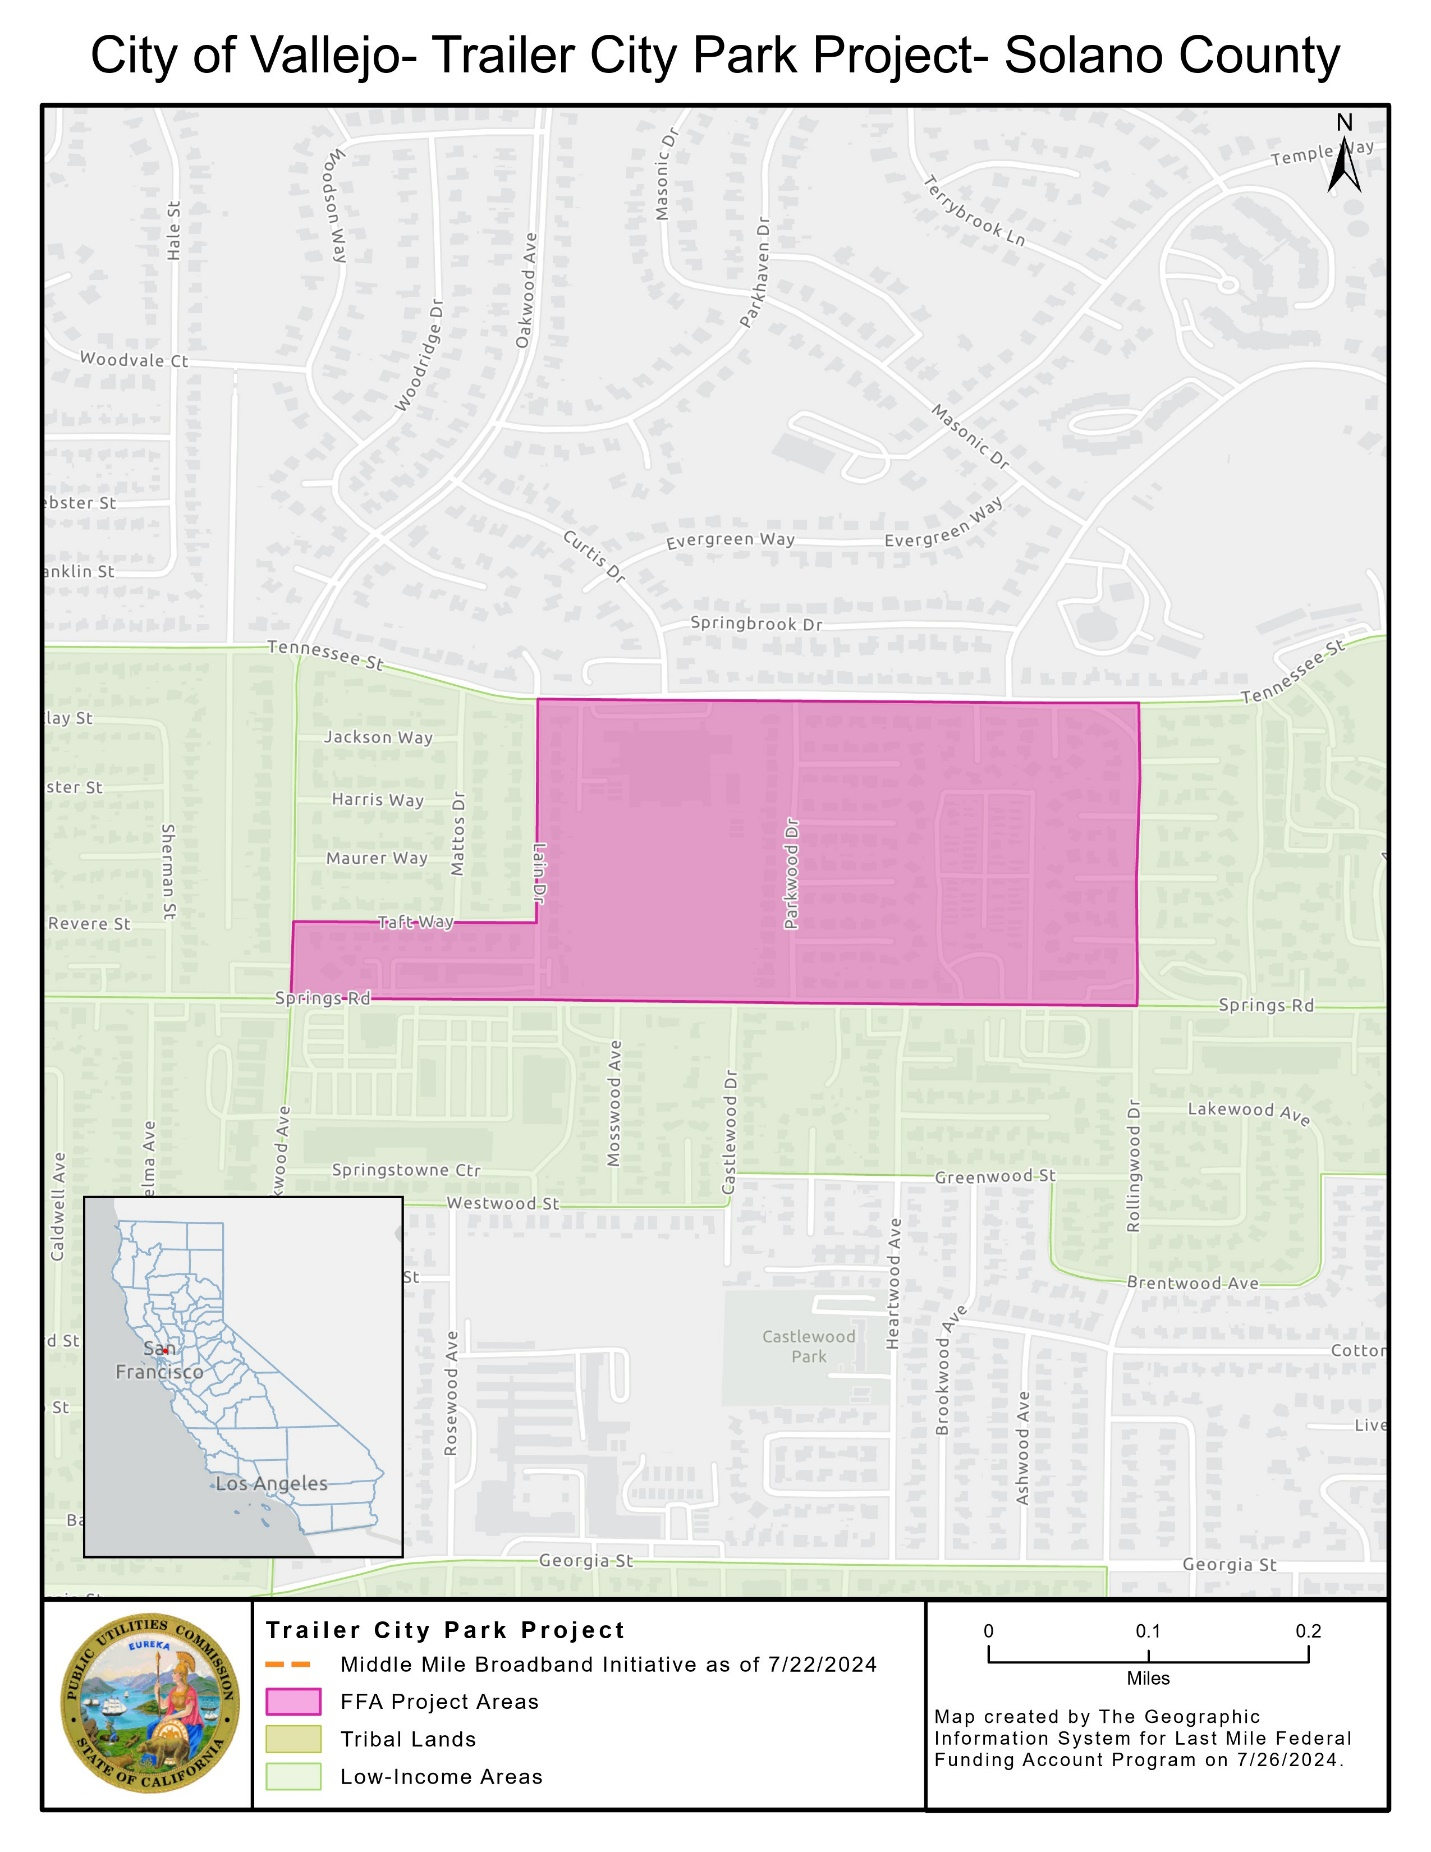 City of Vallejo- Trailer City Park Project- Solano County
N
Temple Way
Masonic Dr
Terrybrook Ln
Woodson Way
Hale St
Oakwood Ave
Parkhaven Dr
Woodridge Dr
Woodvale Ct
Masonic Dr
ebster St
Evergreen Way
Evergreen Way
Curtis Dr
anklin St
Springbrook Dr
Tennessee St
Tennessee St
lay St
Jackson Way
ster St
Harris Way
Mattos Dr
Sherman St
Maurer Way
Lain Dr
Parkwood Dr
Revere St
Taft Way
Springs Rd
Springs Rd
Mosswood Ave
Castlewood Dr
Rollingwood Dr
Lakewood Ave
kwood Ave
elma Ave
Caldwell Ave
Springstowne Ctr
Greenwood St
Westwood St
St
Heartwood Ave
Brentwood Ave
Castlewood
Park
Rosewood Ave
Brookwood Ave
Ashwood Ave
Cottor
d St
St
Live
San
Francisco
Los Angeles
Ba
Georgia St
Georgia St
PUBLIC UTILITIES COMMISSION
EUREKA
STATE OF CALIFORNIA
Trailer City Park Project
Middle Mile Broadband Initiative as of 7/22/2024
FFA Project Areas
Tribal Lands
Low-Income Areas
0 0.1 0.2
Miles
Map created by The Geographic
Information System for Last Mile Federal
Funding Account Program on 7/26/2024.